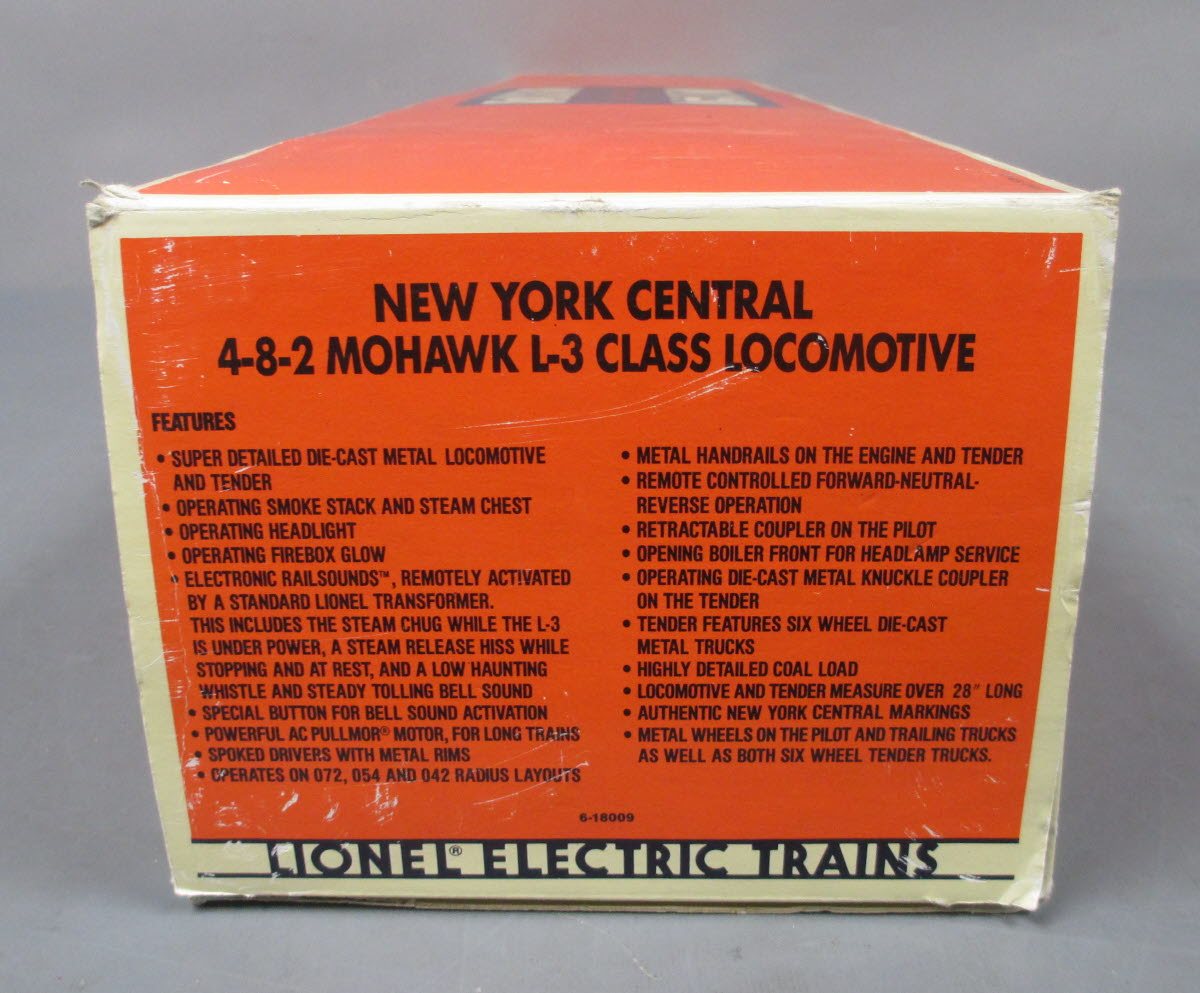 NEW YORK CENTRAL
4-8-2 MOHAWK L-3 CLASS LOCOMOTIVE
FEATURES
• SUPER DETAILED DIE-CAST METAL LOCOMOTIVE
AND TENDER
• OPERATING SMOKE STACK AND STEAM CHEST
• OPERATING HEADLIGHT
• OPERATING FIREBOX GLOW
• ELECTRONIC RAILSOUNDS™, REMOTELY ACTIVATED
BY A STANDARD LIONEL TRANSFORMER.
THIS INCLUDES THE STEAM CHUG WHILE THE L-3
IS UNDER POWER, A STEAM RELEASE HISS WHILE
STOPPING AND AT REST, AND A LOW HAUNTING
WHISTLE AND STEADY TOLLING BELL SOUND
• SPECIAL BUTTON FOR BELL SOUND ACTIVATION
• POWERFUL AC PULLMOR® MOTOR, FOR LONG TRAINS
• SPOKED DRIVERS WITH METAL RIMS
• OPERATES ON 072, 054 AND 042 RADIUS LAYOUTS
• METAL HANDRAILS ON THE ENGINE AND TENDER
• REMOTE CONTROLLED FORWARD-NEUTRAL-
REVERSE OPERATION
• RETRACTABLE COUPLER ON THE PILOT
• OPENING BOILER FRONT FOR HEADLAMP SERVICE
• OPERATING DIE-CAST METAL KNUCKLE COUPLER
ON THE TENDER
• TENDER FEATURES SIX WHEEL DIE-CAST
METAL TRUCKS
• HIGHLY DETAILED COAL LOAD
• LOCOMOTIVE AND TENDER MEASURE OVER 28" LONG
• AUTHENTIC NEW YORK CENTRAL MARKINGS
• METAL WHEELS ON THE PILOT AND TRAILING TRUCKS
AS WELL AS BOTH SIX WHEEL TENDER TRUCKS.
6-18009
LIONEL® ELECTRIC TRAINS